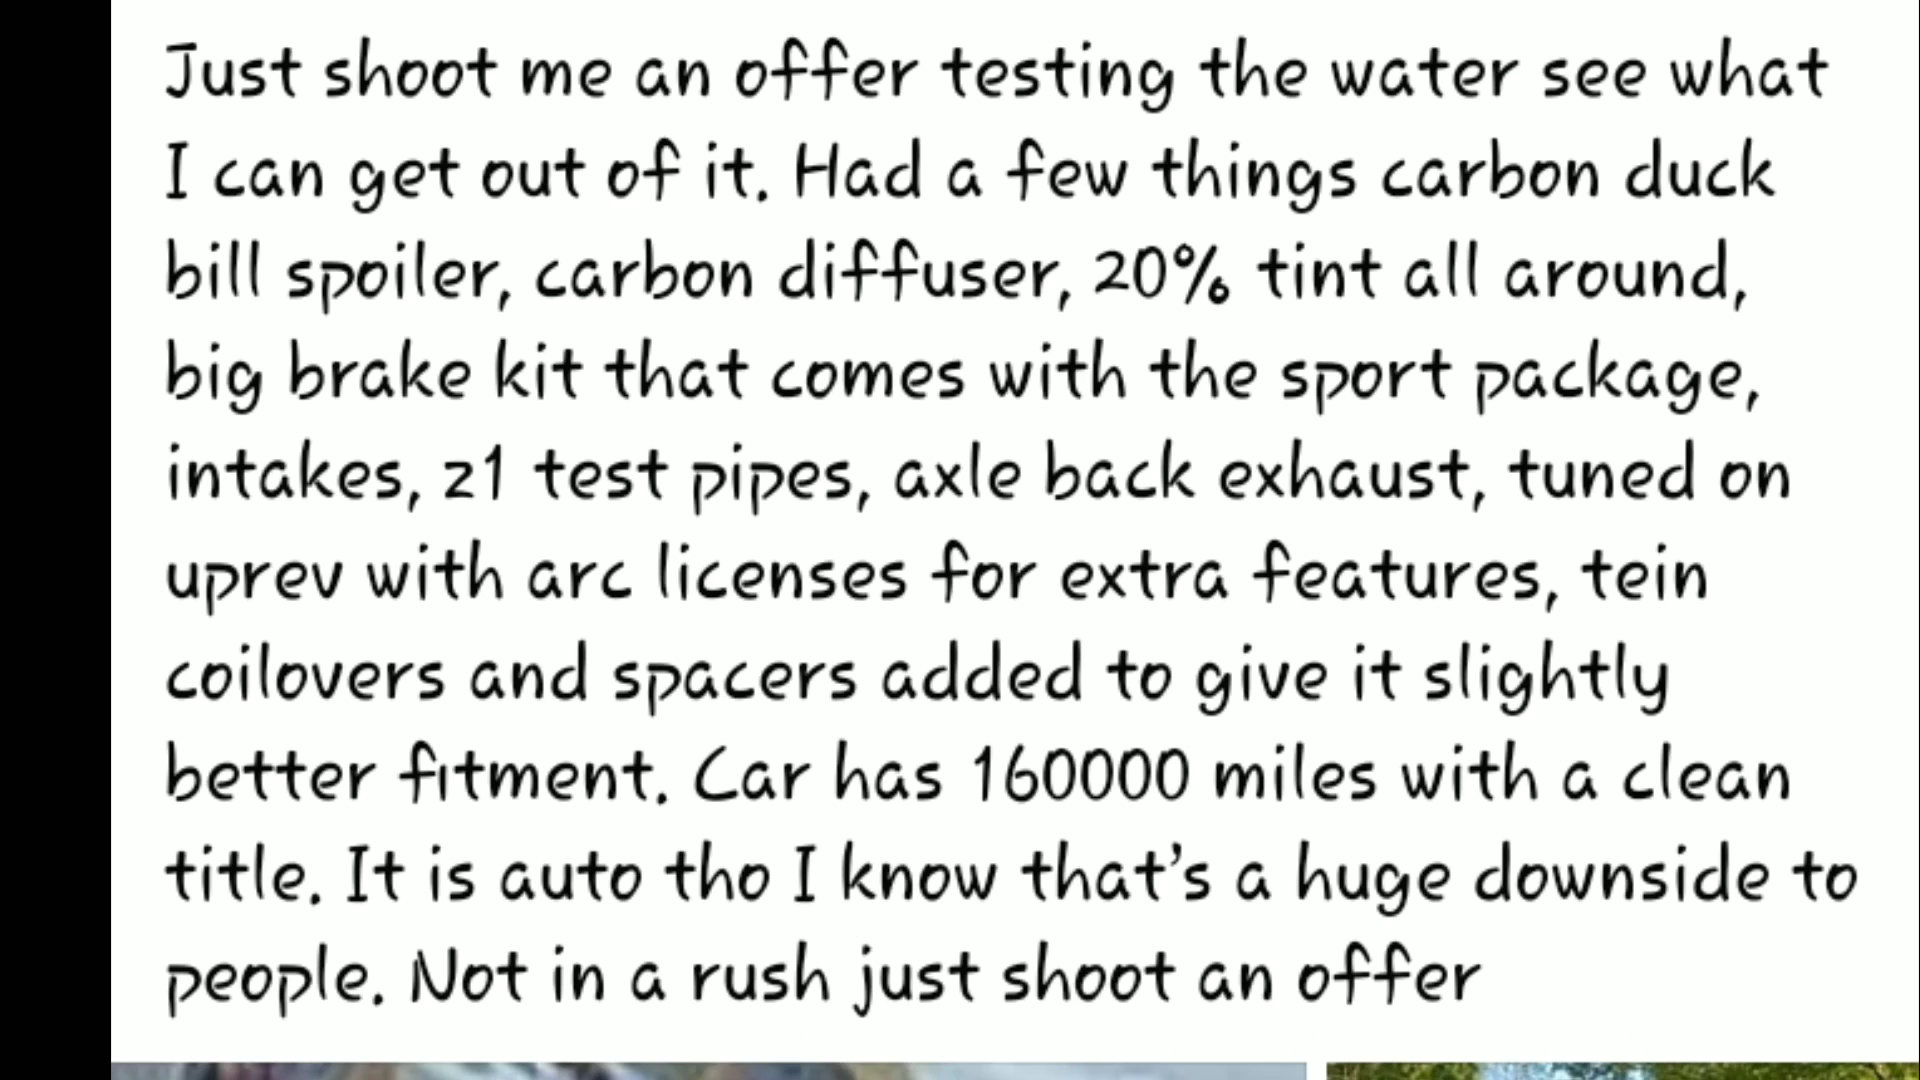 Just shoot me an offer testing the water see what
I can get out of it. Had a few things carbon duck
bill spoiler, carbon diffuser, 20% tint all around,
big brake kit that comes with the sport package,
intakes, z1 test pipes, axle back exhaust, tuned on
uprev with arc licenses for extra features, tein
coilovers and spacers added to give it slightly
better fitment. Car has 160000 miles with a clean
title. It is auto tho I know that's a huge downside to
people. Not in a rush just shoot an offer